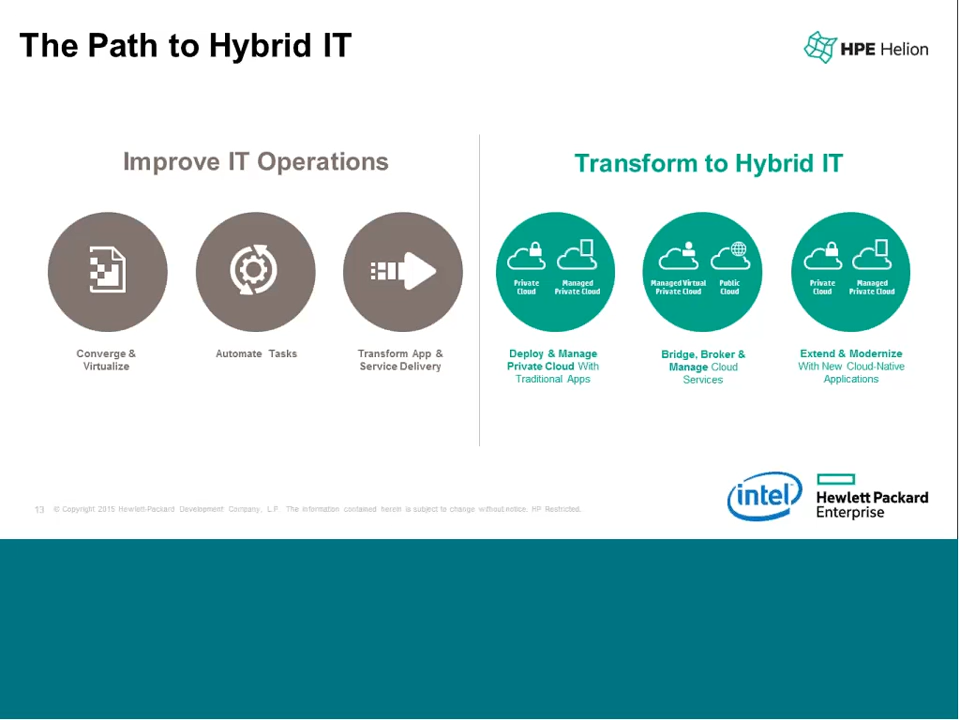 The Path to Hybrid IT
HPE Helion
Improve IT Operations
Converge &
Virtualize
Automate Tasks
Transform App &
Service Delivery
Transform to Hybrid IT
Private
Cloud
Managed
Private Cloud
Deploy & Manage
Private Cloud With
Traditional Apps
Managed Virtual
Private Cloud
Public
Cloud
Bridge, Broker &
Manage Cloud
Services
Private
Cloud
Managed
Private Cloud
Extend & Modernize
With New Cloud-Native
Applications
13 © Copyright 2015 Hewlett-Packard Development Company, L.P. The information contained herein is subject to change without notice. HP Restricted.
intel
Hewlett Packard
Enterprise